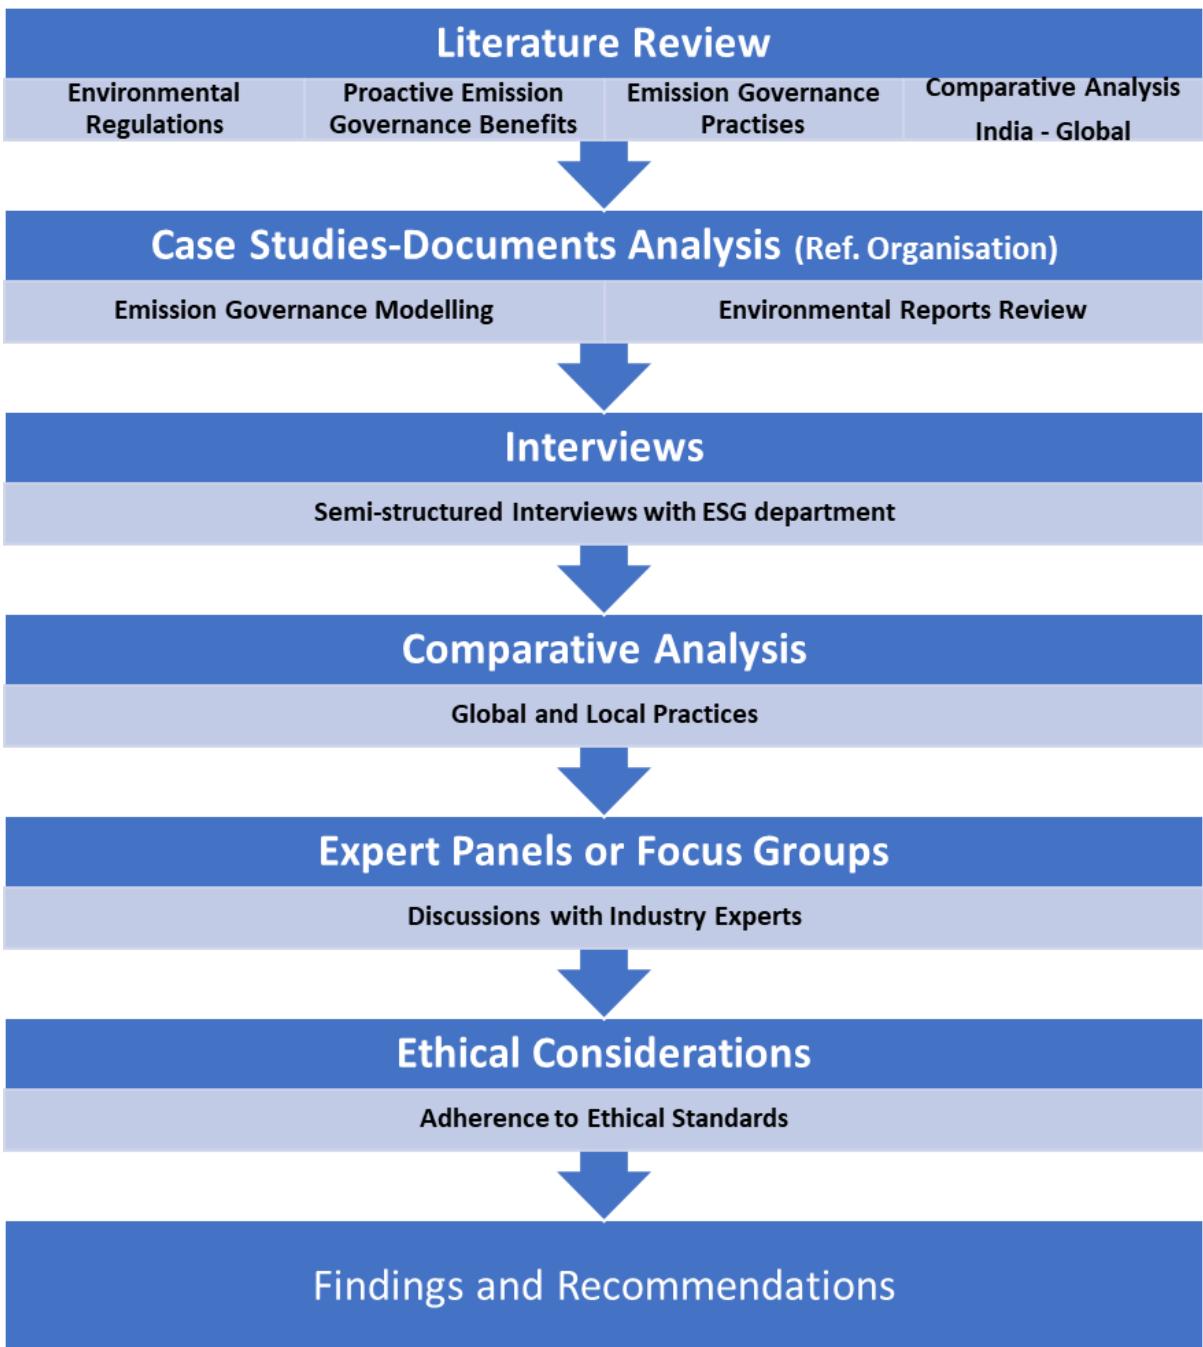 Literature Review
Environmental
Regulations
Proactive Emission
Governance Benefits
Emission Governance
Practises
Comparative Analysis
India - Global
Case Studies-Documents Analysis (Ref. Organisation)
Emission Governance Modelling
Environmental Reports Review
Interviews
Semi-structured Interviews with ESG department
Comparative Analysis
Global and Local Practices
Expert Panels or Focus Groups
Discussions with Industry Experts
Ethical Considerations
Adherence to Ethical Standards
Findings and Recommendations